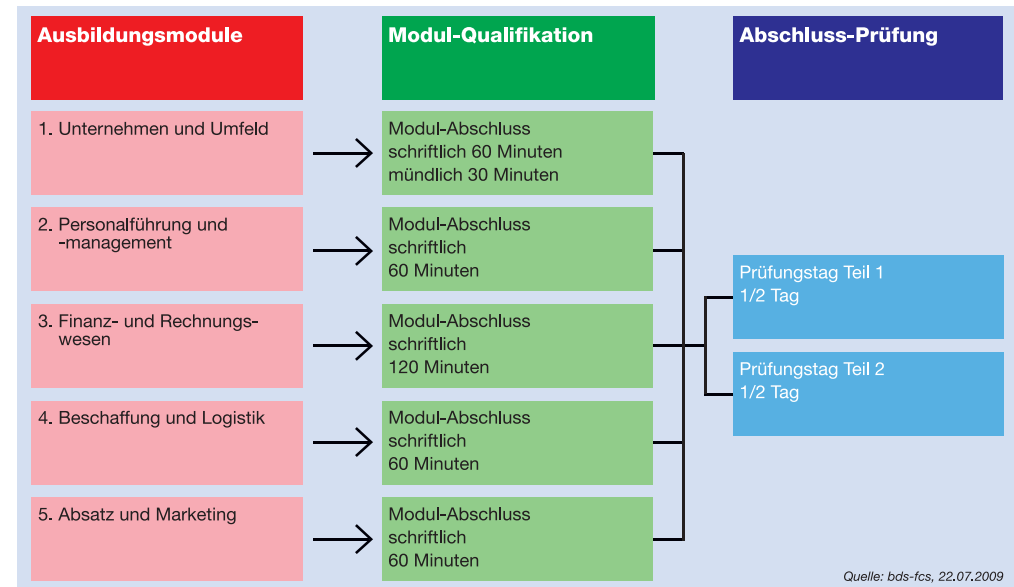 Ausbildungsmodule
Modul-Qualifikation
Abschluss-Prüfung
1. Unternehmen und Umfeld
Modul-Abschluss
schriftlich 60 Minuten
mündlich 30 Minuten
2. Personalführung und
-management
Modul-Abschluss
schriftlich
60 Minuten
3. Finanz- und Rechnungs-
wesen
Modul-Abschluss
schriftlich
120 Minuten
4. Beschaffung und Logistik
Modul-Abschluss
schriftlich
60 Minuten
5. Absatz und Marketing
Modul-Abschluss
schriftlich
60 Minuten
Prüfungstag Teil 1
1/2 Tag
Prüfungstag Teil 2
1/2 Tag
Quelle: bds-fcs, 22.07.2009